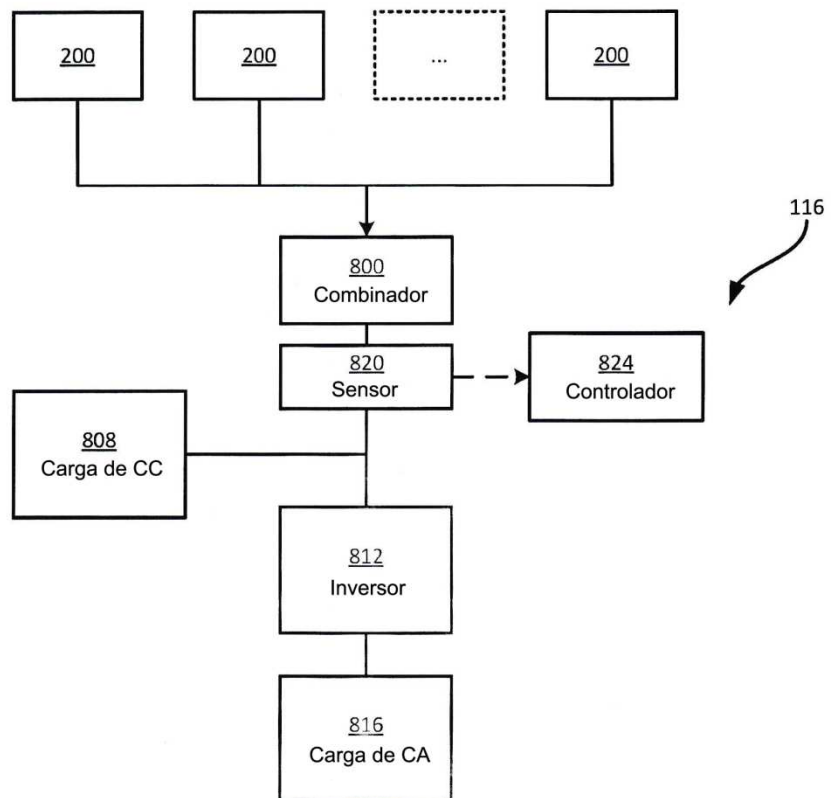 200
200
...
200
116
800
Combinador
820
Sensor
824
Controlador
808
Carga de CC
812
Inversor
816
Carga de CA